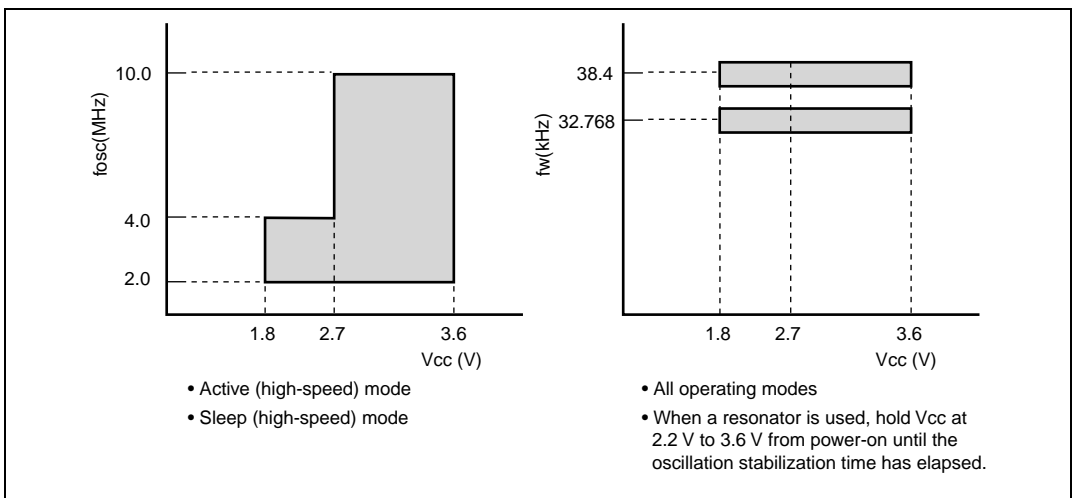 fosc(MHz)
10.0
4.0
2.0
1.8
2.7
3.6
Vcc (V)
• Active (high-speed) mode
• Sleep (high-speed) mode
fw(kHz)
38.4
32.768
1.8
2.7
3.6
Vcc (V)
• All operating modes
• When a resonator is used, hold Vcc at
2.2 V to 3.6 V from power-on until the
oscillation stabilization time has elapsed.